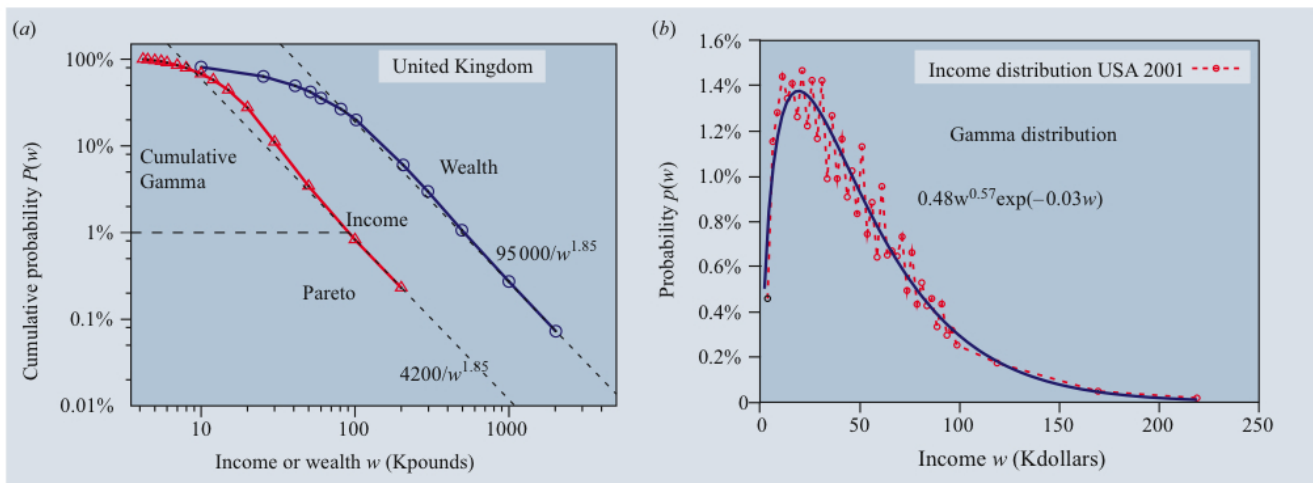 (a)
United Kingdom
Cumulative probability P(w)
100%
10%
1%
0.1%
0.01%
Cumulative
Gamma
Wealth
Income
Pareto
95 000/w^1.85
4200/w^1.85
10
100
1000
Income or wealth w (Kpounds)
(b)
Income distribution USA 2001
Gamma distribution
0.48w^0.57exp(−0.03w)
Probability p(w)
1.6%
1.4%
1.2%
1.0%
0.8%
0.6%
0.4%
0.2%
0
0
50
100
150
200
250
Income w (Kdollars)